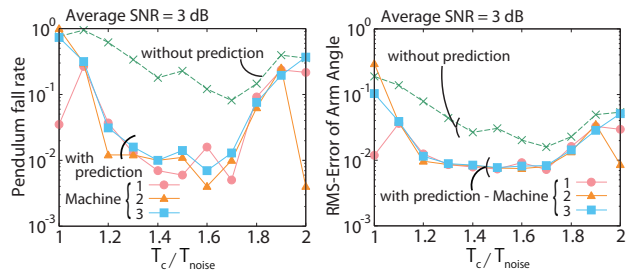 Average SNR = 3 dB
Pendulum fall rate
10^0
10^-1
10^-2
10^-3
without prediction
with prediction
Machine { 1
2
3
1 1.2 1.4 1.6 1.8 2
T_c / T_noise
Average SNR = 3 dB
RMS-Error of Arm Angle
10^0
10^-1
10^-2
10^-3
without prediction
with prediction - Machine { 1
2
3
1 1.2 1.4 1.6 1.8 2
T_c / T_noise